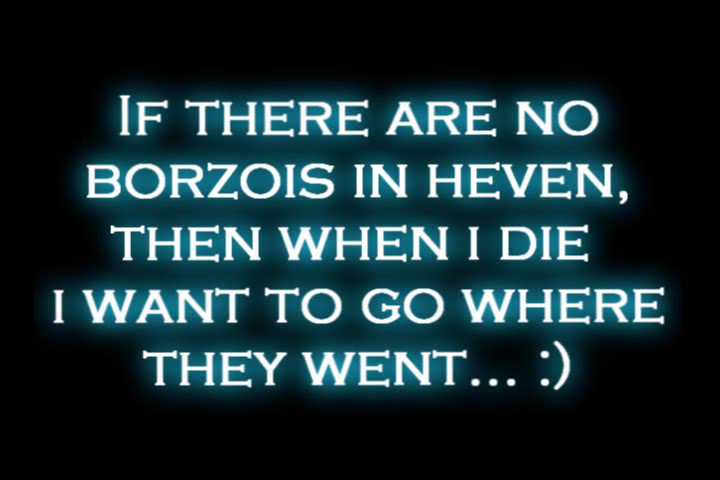 IF THERE ARE NO
BORZOIS IN HEVEN,
THEN WHEN I DIE
I WANT TO GO WHERE
THEY WENT... :)